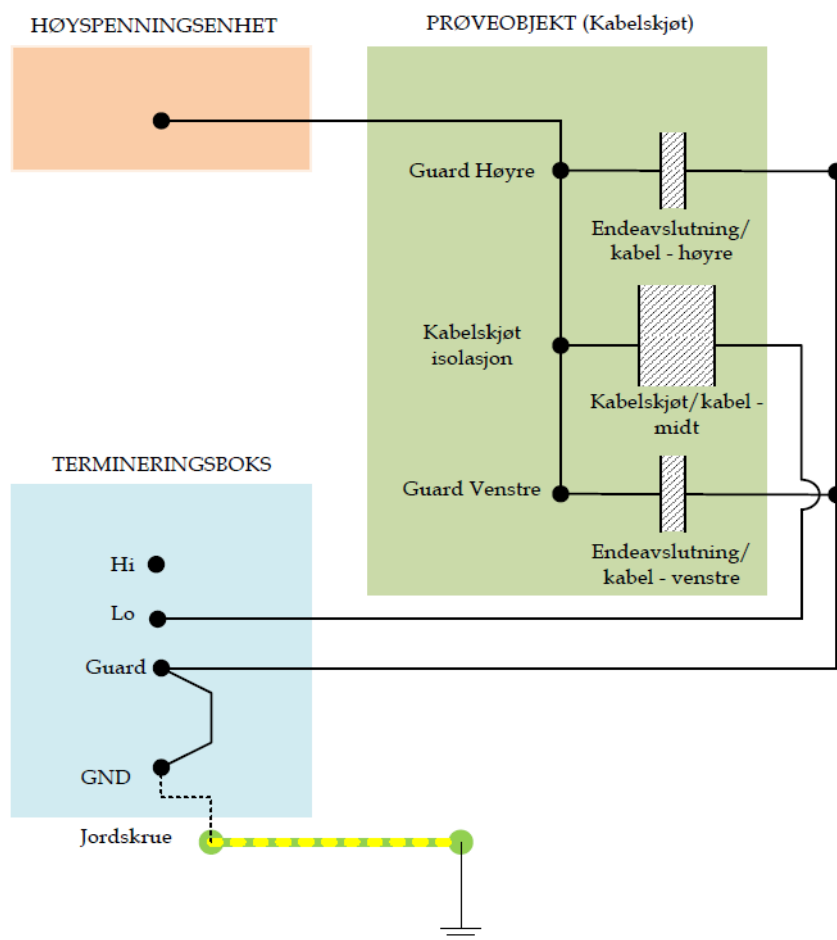 HØYSPENNINGSENHET
PRØVEOBJEKT (Kabelskjøt)
Guard Høyre
Endeavslutning/
kabel - høyre
Kabelskjøt
isolasjon
Kabelskjøt/kabel -
midt
Guard Venstre
Endeavslutning/
kabel - venstre
TERMINERINGSBOKS
Hi
Lo
Guard
GND
Jordskrue